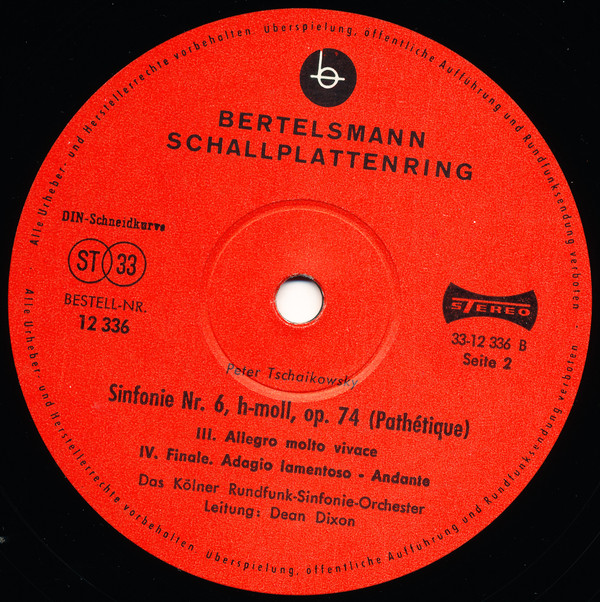 b
BERTELSMANN
SCHALLPLATTENRING
DIN-Schneidkurve
ST 33
BESTELL-NR.
12 336
STEREO
33-12 336 B
Seite 2
Peter Tschaikowsky
Sinfonie Nr. 6, h-moll, op. 74 (Pathétique)
III. Allegro molto vivace
IV. Finale. Adagio lamentoso - Andante
Das Kölner Rundfunk-Sinfonie-Orchester
Leitung: Dean Dixon
Alle Urheber- und Herstellerrechte vorbehalten. Überspielung, öffentliche Aufführung und Rundfunksendung verboten -
Alle Urheber- und Herstellerrechte vorbehalten. Überspielung, öffentliche Aufführung und Rundfunksendung verboten -